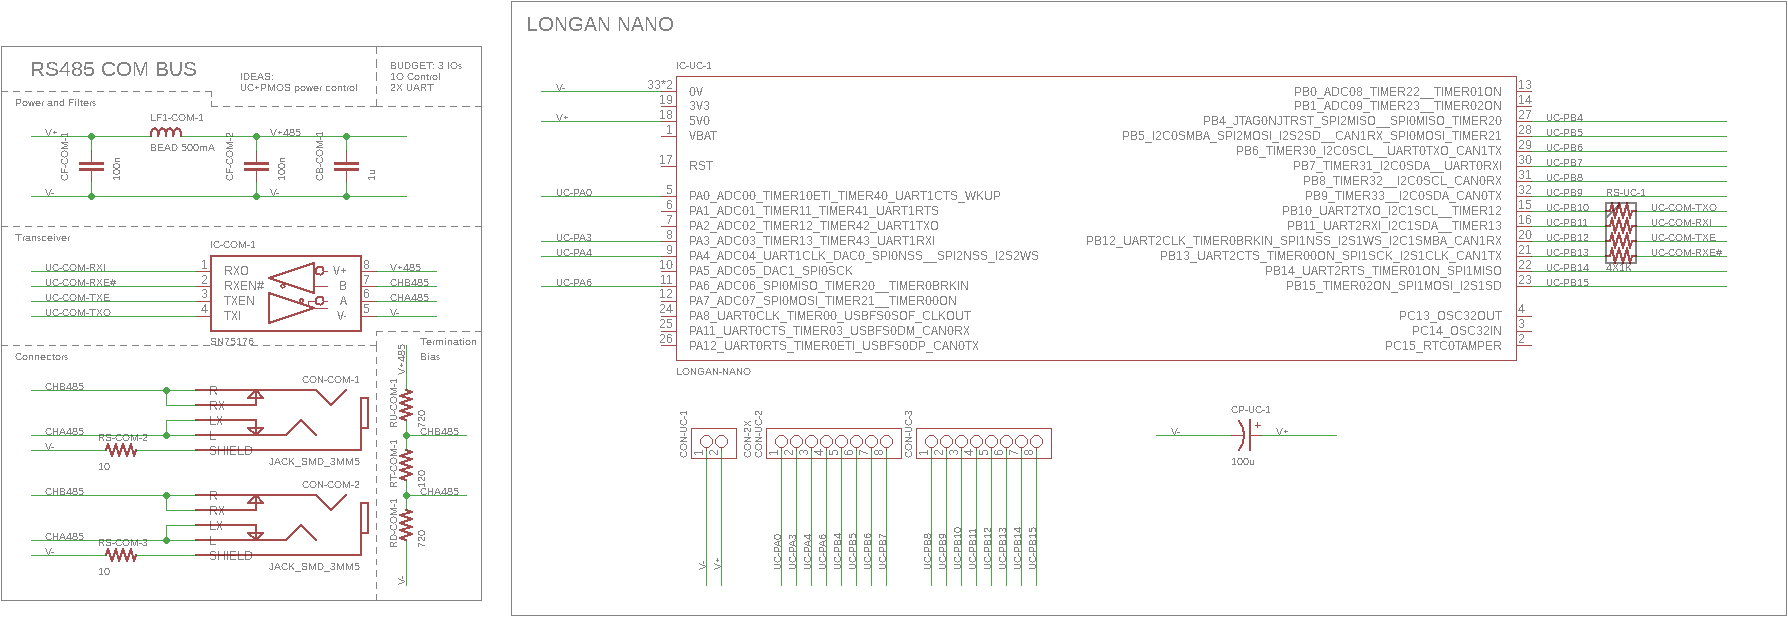 RS485 COM BUS
IDEAS:
UC+PMOS power control
BUDGET: 3 IOs
1O Control
2X UART
Power and Filters
V+
CF-COM-1
100n
LF1-COM-1
BEAD 500mA
CF-COM-2
100n
V+485
CB-COM-1
1u
V-
V-
Transceiver
IC-COM-1
UC-COM-RXI 1 RXO V+ 8 V+485
UC-COM-RXE# 2 RXEN# B 7 CHB485
UC-COM-TXE 3 TXEN A 6 CHA485
UC-COM-TXO 4 TXI V- 5 V-
SN75176
Connectors
CHB485
R
RX
LX
CHA485
L
V-
RS-COM-2
10
SHIELD
CON-COM-1
JACK_SMD_3MM5
CHB485
R
RX
LX
CHA485
L
V-
RS-COM-3
10
SHIELD
CON-COM-2
JACK_SMD_3MM5
Termination
Bias
V+485
RU-COM-1
720
CHB485
RT-COM-1
120
CHA485
RD-COM-1
720
V-
LONGAN NANO
IC-UC-1
V- 33*2 0V
19 3V3
V+ 18 5V0
1 VBAT
17 RST
UC-PA0 5 PA0_ADC00_TIMER10ETI_TIMER40_UART1CTS_WKUP
6 PA1_ADC01_TIMER11_TIMER41_UART1RTS
7 PA2_ADC02_TIMER12_TIMER42_UART1TXO
UC-PA3 8 PA3_ADC03_TIMER13_TIMER43_UART1RXI
UC-PA4 9 PA4_ADC04_UART1CLK_DAC0_SPI0NSS__SPI2NSS_I2S2WS
10 PA5_ADC05_DAC1_SPI0SCK
UC-PA6 11 PA6_ADC06_SPI0MISO_TIMER20__TIMER0BRKIN
12 PA7_ADC07_SPI0MOSI_TIMER21__TIMER00ON
24 PA8_UART0CLK_TIMER00_USBFS0SOF_CLKOUT
25 PA11_UART0CTS_TIMER03_USBFS0DM_CAN0RX
26 PA12_UART0RTS_TIMER0ETI_USBFS0DP_CAN0TX
PB0_ADC08_TIMER22__TIMER01ON 13
PB1_ADC09_TIMER23__TIMER02ON 14
PB4_JTAG0NJTRST_SPI2MISO__SPI0MISO_TIMER20 27 UC-PB4
PB5_I2C0SMBA_SPI2MOSI_I2S2SD__CAN1RX_SPI0MOSI_TIMER21 28 UC-PB5
PB6_TIMER30_I2C0SCL__UART0TXO_CAN1TX 29 UC-PB6
PB7_TIMER31_I2C0SDA__UART0RXI 30 UC-PB7
PB8_TIMER32__I2C0SCL_CAN0RX 31 UC-PB8
PB9_TIMER33__I2C0SDA_CAN0TX 32 UC-PB9
RS-UC-1
PB10_UART2TXO_I2C1SCL__TIMER12 15 UC-PB10 UC-COM-TXO
PB11_UART2RXI_I2C1SDA__TIMER13 16 UC-PB11 UC-COM-RXI
PB12_UART2CLK_TIMER0BRKIN_SPI1NSS_I2S1WS_I2C1SMBA_CAN1RX 20 UC-PB12 UC-COM-TXE
PB13_UART2CTS_TIMER00ON_SPI1SCK_I2S1CLK_CAN1TX 21 UC-PB13 UC-COM-RXE#
PB14_UART2RTS_TIMER01ON_SPI1MISO 22 UC-PB14 4X1K
PB15_TIMER02ON_SPI1MOSI_I2S1SD 23 UC-PB15
PC13_OSC32OUT 4
PC14_OSC32IN 3
PC15_RTC0TAMPER 2
LONGAN-NANO
CON-UC-1
1 2
V-
V+
CON-2X
CON-UC-2
1 2 3 4 5 6 7 8
UC-PA0
UC-PA3
UC-PA4
UC-PA6
UC-PB4
UC-PB5
UC-PB6
UC-PB7
CON-UC-3
1 2 3 4 5 6 7 8
UC-PB8
UC-PB9
UC-PB10
UC-PB11
UC-PB12
UC-PB13
UC-PB14
UC-PB15
CP-UC-1
V- + V+
100u